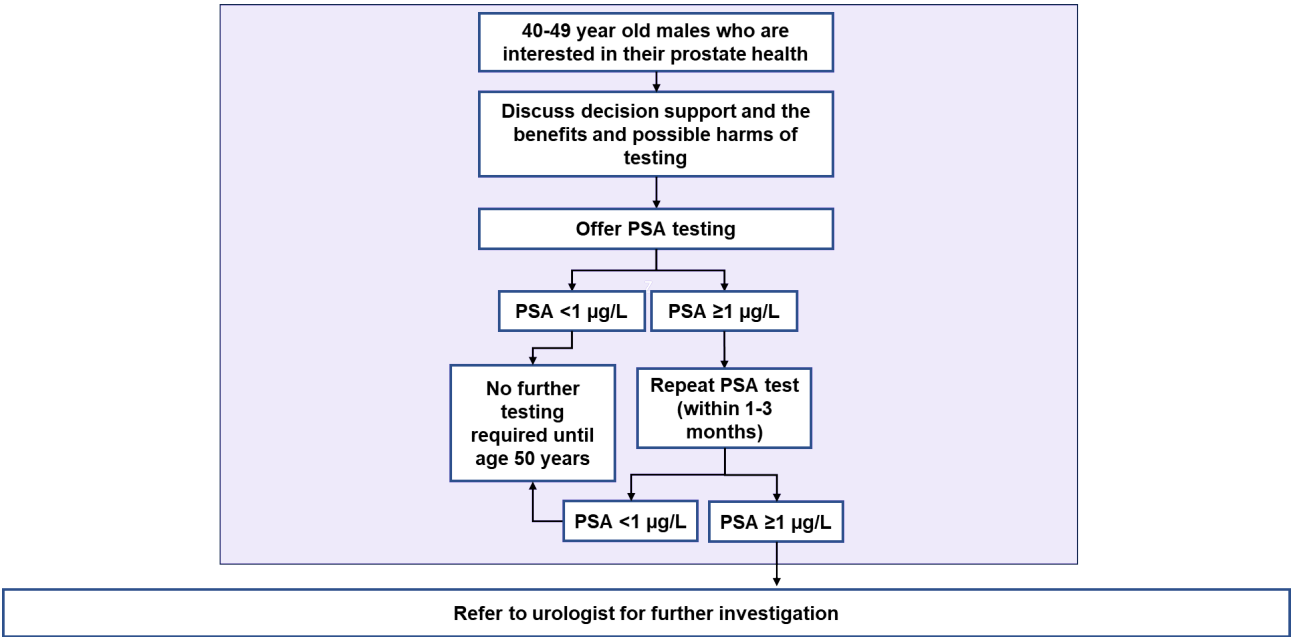 40-49 year old males who are
interested in their prostate health
Discuss decision support and the
benefits and possible harms of
testing
Offer PSA testing
PSA <1 µg/L
PSA ≥1 µg/L
No further
testing
required until
age 50 years
Repeat PSA test
(within 1-3
months)
PSA <1 µg/L
PSA ≥1 µg/L
Refer to urologist for further investigation